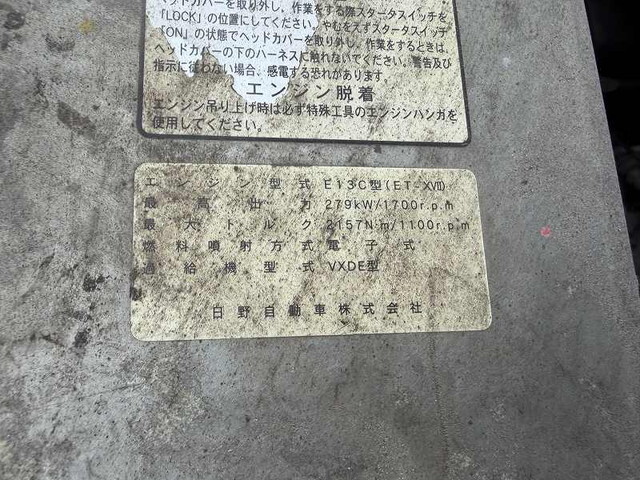 ッドカバーを取り外し、作業をする際スタータスイッチを
「LOCK」の位置にしてください。やむをえずスタータスイッチ
「ON」の状態でヘッドカバーを取り外し、作業をするときは、
ヘッドカバーの下のハーネスに触れないでください。警告及び
指示に従わない場合、感電する恐れがあります。
エンジン脱着
エンジン吊り上げ時は必ず特殊工具のエンジンハンガを
使用してください。
エンジン型式 E13C型(ET-XVII)
最高出力 279kW/1700r.p.m
最大トルク 2157N·m/1100r.p.m
燃料噴射方式 電子式
過給機型式 VXDE型
日野自動車株式会社